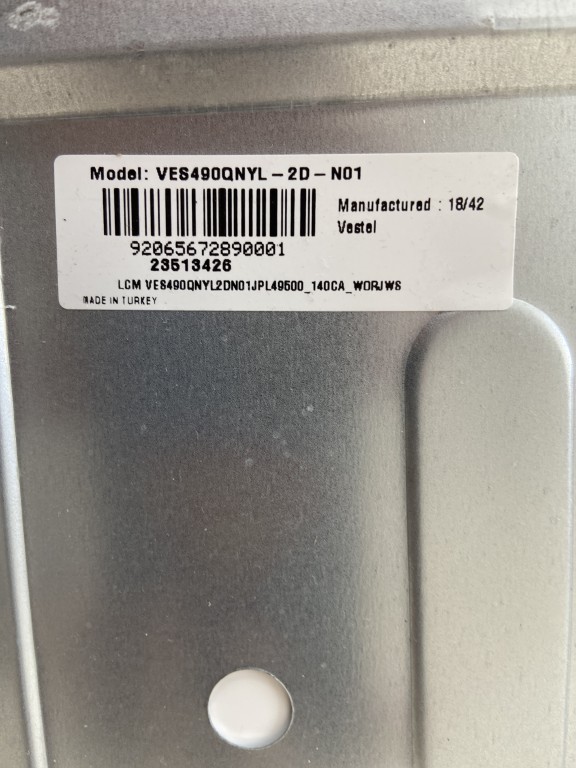 Model: VES490QNYL-2D-N01
Manufactured : 18/42
Vestel
92065672890001
23513426
LCM VES490QNYL2DN01JPL49500_140CA_WORJWS
MADE IN TURKEY